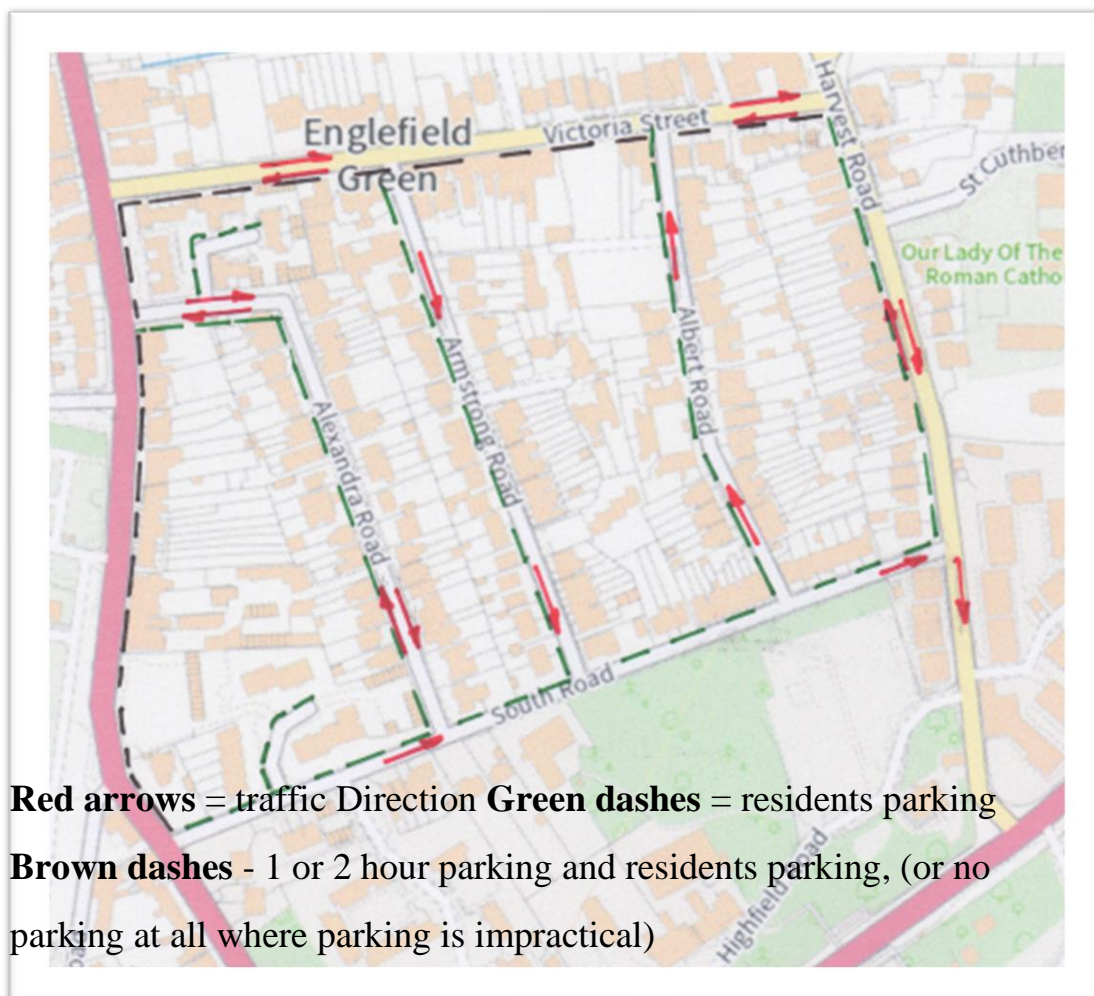 Englefield
Green
Victoria Street
Harvest Road
St Cuthber
Our Lady Of The
Roman Catho
Armstrong Road
Albert Road
Alexandra Road
South Road
Highfield Road
Red arrows = traffic Direction Green dashes = residents parking
Brown dashes - 1 or 2 hour parking and residents parking, (or no
parking at all where parking is impractical)